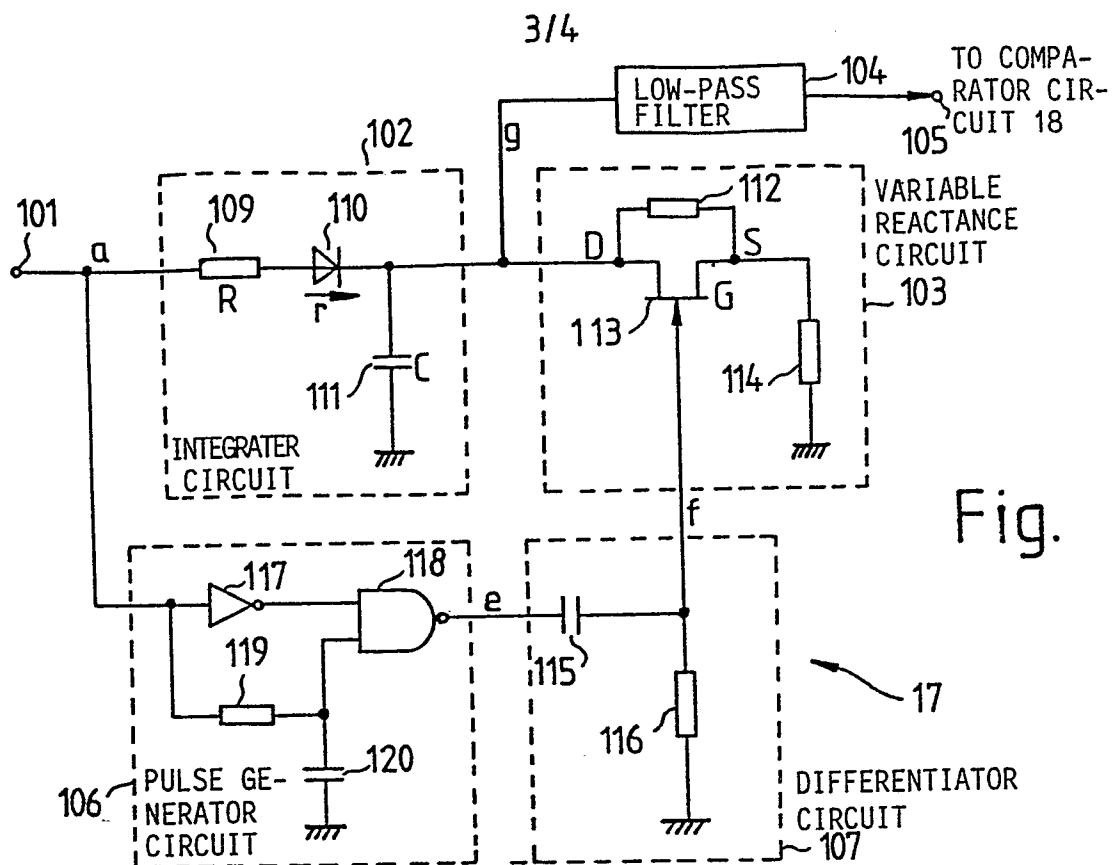 3/4
LOW-PASS
FILTER
104
TO COMPA-
RATOR CIR-
CUIT 18
105
g
102
101
a
109
R
110
r
111
C
INTEGRATER
CIRCUIT
112
D
S
G
113
114
VARIABLE
REACTANCE
CIRCUIT
103
f
Fig.
117
118
e
119
120
106
PULSE GE-
NERATOR
CIRCUIT
115
116
17
DIFFERENTIATOR
CIRCUIT
107